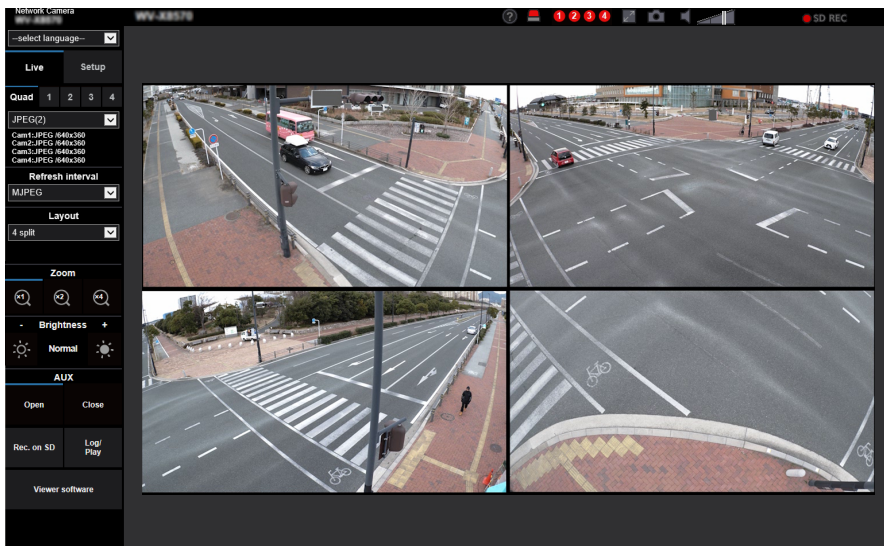 Network Camera
WV-X8570
WV-X8570
? 1 2 3 4 SD REC
--select language--
Live Setup
Quad 1 2 3 4
JPEG(2)
Cam1:JPEG /640x360
Cam2:JPEG /640x360
Cam3:JPEG /640x360
Cam4:JPEG /640x360
Refresh interval
MJPEG
Layout
4 split
Zoom
x1 x2 x4
- Brightness +
Normal
AUX
Open Close
Rec. on SD Log/
Play
Viewer software